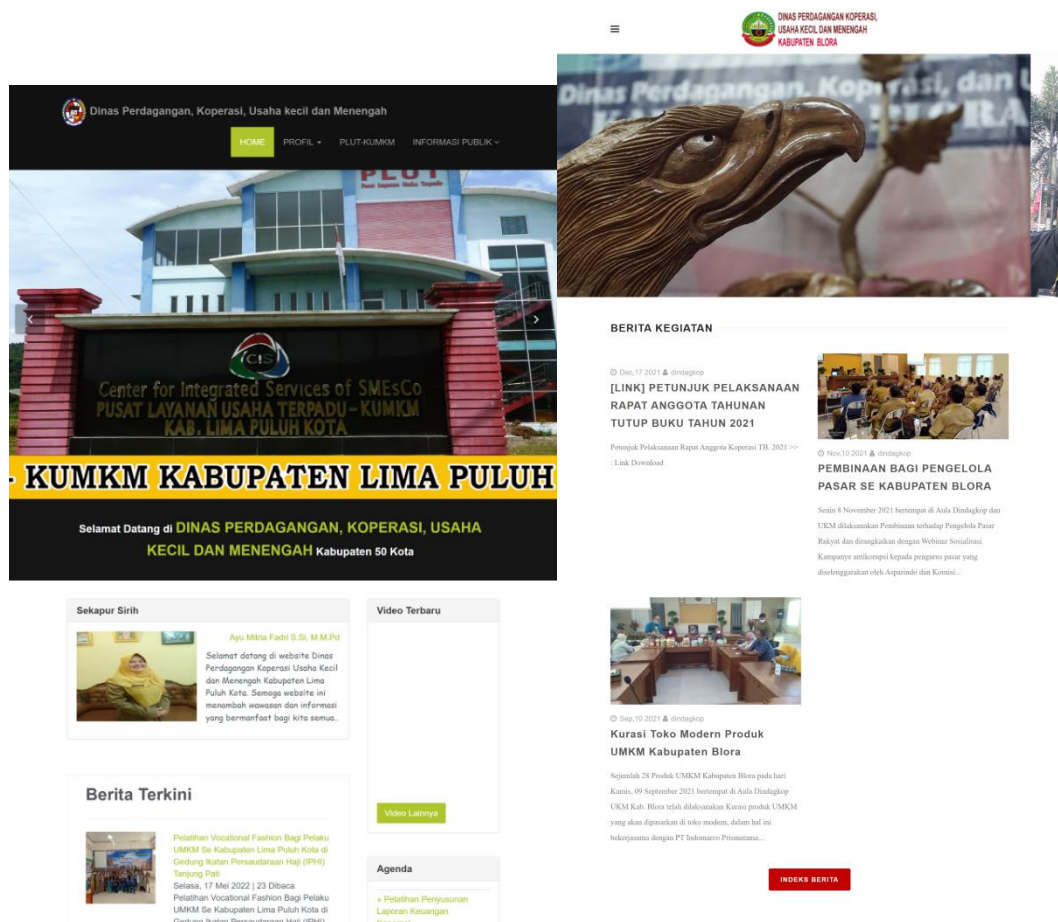 Dinas Perdagangan, Koperasi, Usaha kecil dan Menengah
HOME PROFIL PLUT-KUMKM INFORMASI PUBLIK
PLUT
Pusat Layanan Usaha Terpadu
CIS
Center for Integrated Services of SMEsCo
PUSAT LAYANAN USAHA TERPADU-KUMKM
KAB. LIMA PULUH KOTA
- KUMKM KABUPATEN LIMA PULUH
Selamat Datang di DINAS PERDAGANGAN, KOPERASI, USAHA
KECIL DAN MENENGAH Kabupaten 50 Kota
Sekapur Sirih
Ayu Mitria Fadri S.Si, M.M.Pd
Selamat datang di website Dinas
Perdagangan Koperasi Usaha Kecil
dan Menengah Kabupaten Lima
Puluh Kota. Semoga website ini
menambah wawasan dan informasi
yang bermanfaat bagi kita semua..
Video Terbaru
Video Lainnya
Berita Terkini
Pelatihan Vocational Fashion Bagi Pelaku
UMKM Se Kabupaten Lima Puluh Kota di
Gedung Ikatan Persaudaraan Haji (IPHI)
Tanjung Pati
Selasa, 17 Mei 2022 | 23 Dibaca
Pelatihan Vocational Fashion Bagi Pelaku
UMKM Se Kabupaten Lima Puluh Kota di
Gedung Ikatan Persaudaraan Haji (IPHI)
Agenda
» Pelatihan Penyusunan
Laporan Keuangan
DINAS PERDAGANGAN KOPERASI,
USAHA KECIL DAN MENENGAH
KABUPATEN BLORA
Dinas Perdagangan, Koperasi, dan U
BERITA KEGIATAN
Dec,17 2021 dindagkop
[LINK] PETUNJUK PELAKSANAAN
RAPAT ANGGOTA TAHUNAN
TUTUP BUKU TAHUN 2021
Petunjuk Pelaksanaan Rapat Anggota Koperasi TB. 2021 >>
: Link Download
Nov,10 2021 dindagkop
PEMBINAAN BAGI PENGELOLA
PASAR SE KABUPATEN BLORA
Senin 8 November 2021 bertempat di Aula Dindagkop dan
UKM dilaksanakan Pembinaan terhadap Pengelola Pasar
Rakyat dan dirangkaikan dengan Webinar Sosialisasi
Kampanye antikorupsi kepada pengurus pasar yang
diselenggarakan oleh Asparindo dan Komisi...
Sep,10 2021 dindagkop
Kurasi Toko Modern Produk
UMKM Kabupaten Blora
Sejumlah 28 Produk UMKM Kabupaten Blora pada hari
Kamis, 09 September 2021 bertempat di Aula Dindagkop
UKM Kab. Blora telah dilaksanakan Kurasi produk UMKM
yang akan dipasarkan di toko modern, dalam hal ini
bekerjasama dengan PT Indomarco Prismatama...
INDEKS BERITA